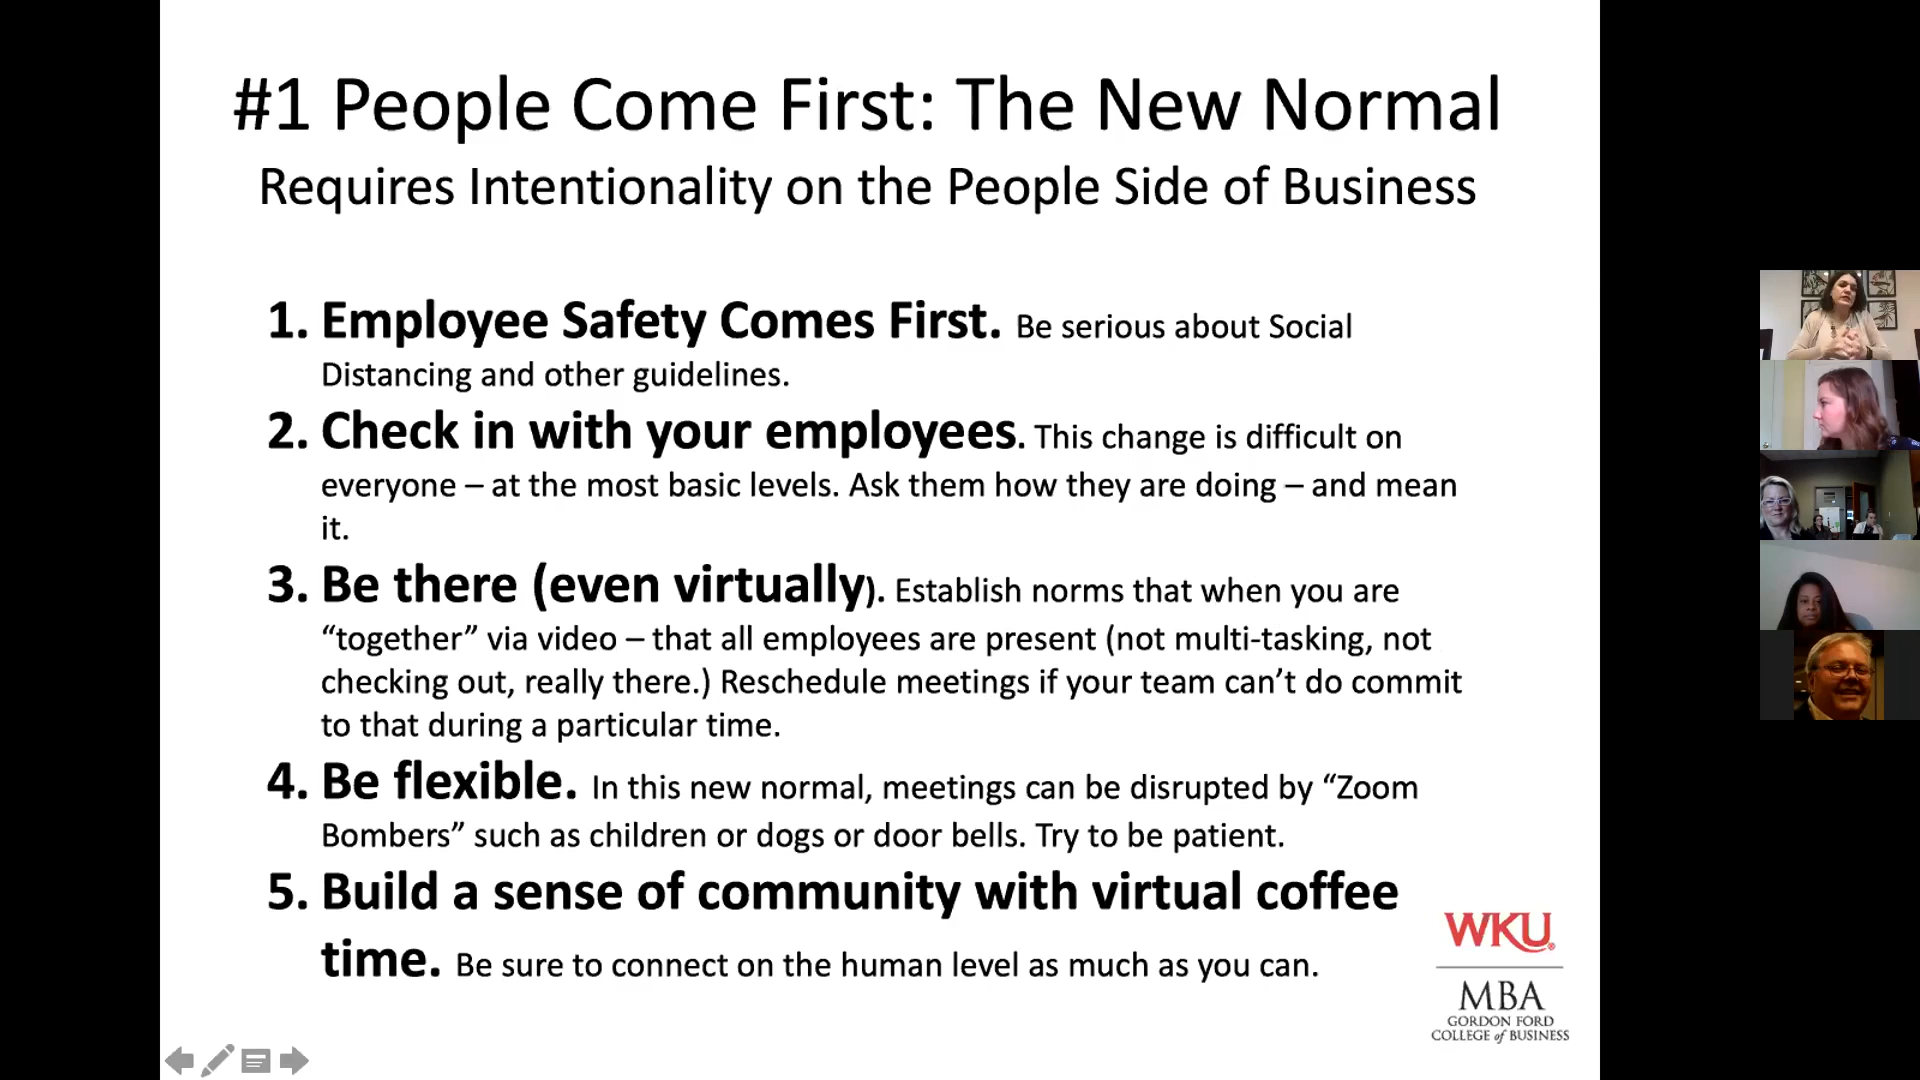 #1 People Come First: The New Normal
Requires Intentionality on the People Side of Business
1. Employee Safety Comes First. Be serious about Social
Distancing and other guidelines.
2. Check in with your employees. This change is difficult on
everyone – at the most basic levels. Ask them how they are doing – and mean
it.
3. Be there (even virtually). Establish norms that when you are
“together” via video – that all employees are present (not multi-tasking, not
checking out, really there.) Reschedule meetings if your team can’t do commit
to that during a particular time.
4. Be flexible. In this new normal, meetings can be disrupted by “Zoom
Bombers” such as children or dogs or door bells. Try to be patient.
5. Build a sense of community with virtual coffee
time. Be sure to connect on the human level as much as you can.
WKU®
MBA
GORDON FORD
COLLEGE of BUSINESS